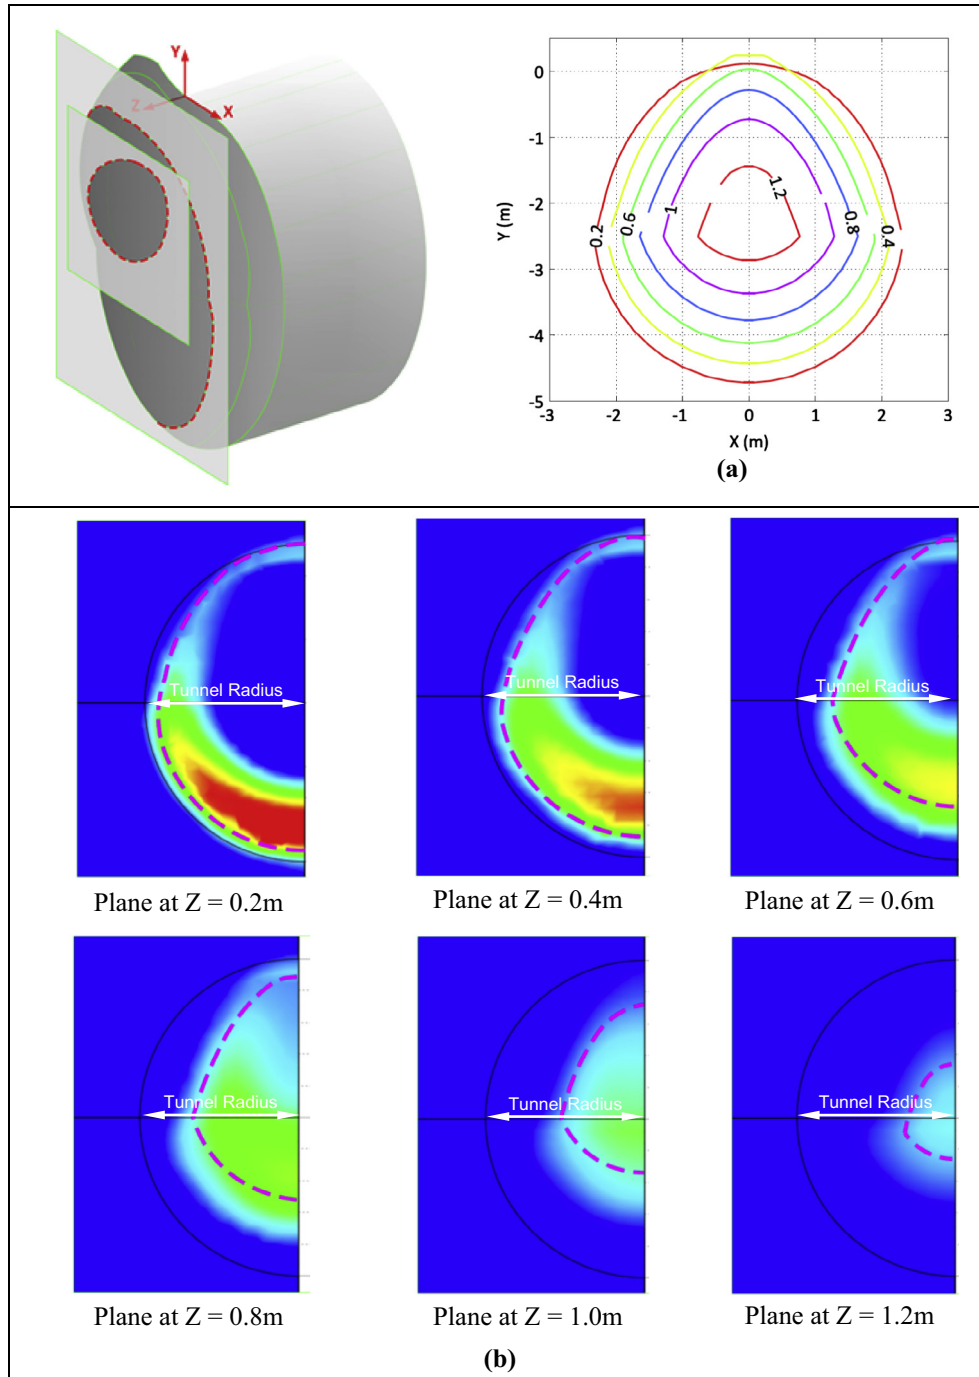 Y
Z
X
0
-1
-2
-3
-4
-5
Y (m)
1.2
0.2
0.6
1
0.8
0.4
-3
-2
-1
0
1
2
3
X (m)
(a)
Tunnel Radius
Tunnel Radius
Tunnel Radius
Plane at Z = 0.2m
Plane at Z = 0.4m
Plane at Z = 0.6m
Tunnel Radius
Tunnel Radius
Tunnel Radius
Plane at Z = 0.8m
Plane at Z = 1.0m
Plane at Z = 1.2m
(b)